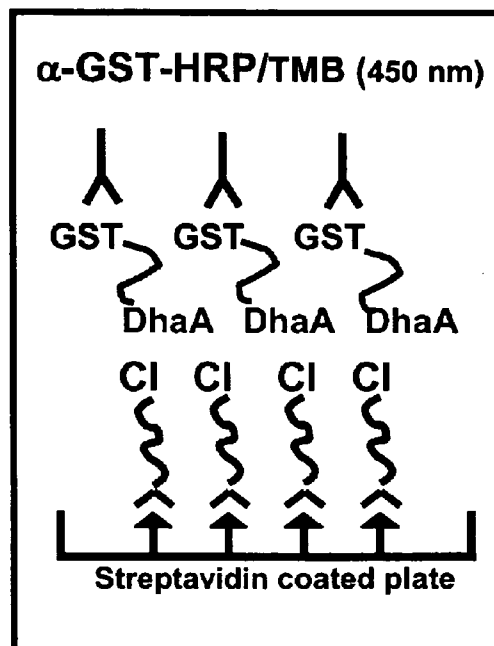 α-GST-HRP/TMB (450 nm)
GST GST GST
DhaA DhaA DhaA
Cl Cl Cl Cl
Streptavidin coated plate